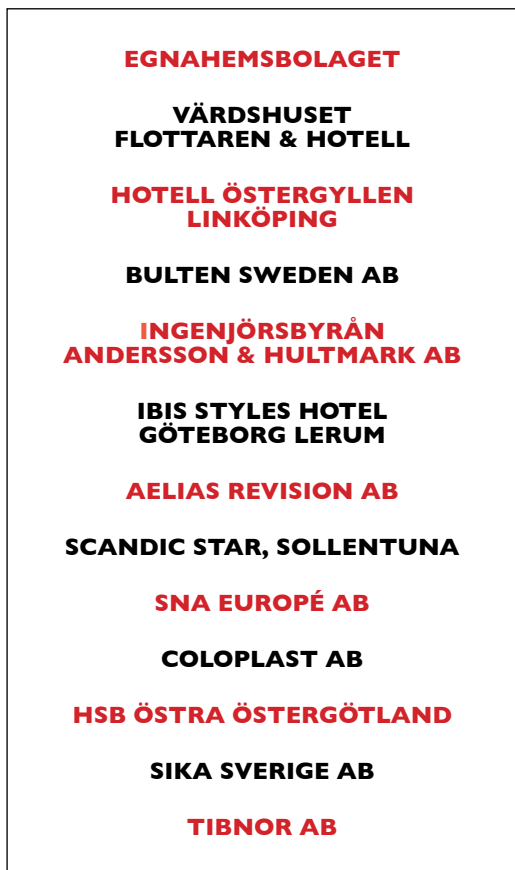 EGNAHEMSBOLAGET
VÄRDSHUSET
FLOTTAREN & HOTELL
HOTELL ÖSTERGYLLEN
LINKÖPING
BULTEN SWEDEN AB
INGENJÖRSBYRÅN
ANDERSSON & HULTMARK AB
IBIS STYLES HOTEL
GÖTEBORG LERUM
AELIAS REVISION AB
SCANDIC STAR, SOLLENTUNA
SNA EUROPÉ AB
COLOPLAST AB
HSB ÖSTRA ÖSTERGÖTLAND
SIKA SVERIGE AB
TIBNOR AB